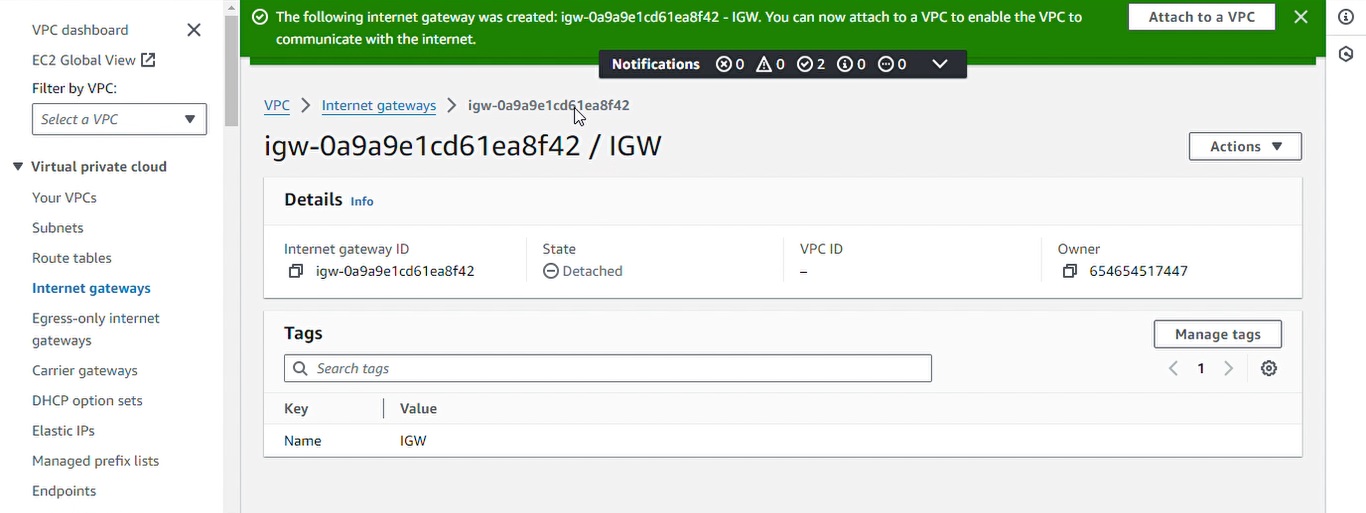 VPC dashboard
EC2 Global View
Filter by VPC:
Select a VPC
Virtual private cloud
Your VPCs
Subnets
Route tables
Internet gateways
Egress-only internet
gateways
Carrier gateways
DHCP option sets
Elastic IPs
Managed prefix lists
Endpoints
The following internet gateway was created: igw-0a9a9e1cd61ea8f42 - IGW. You can now attach to a VPC to enable the VPC to
communicate with the internet.
Attach to a VPC
Notifications 0 0 2 0 0
VPC Internet gateways igw-0a9a9e1cd61ea8f42
igw-0a9a9e1cd61ea8f42 / IGW
Actions
Details Info
Internet gateway ID
igw-0a9a9e1cd61ea8f42
State
Detached
VPC ID
–
Owner
654654517447
Tags
Manage tags
Search tags
1
Key Value
Name IGW